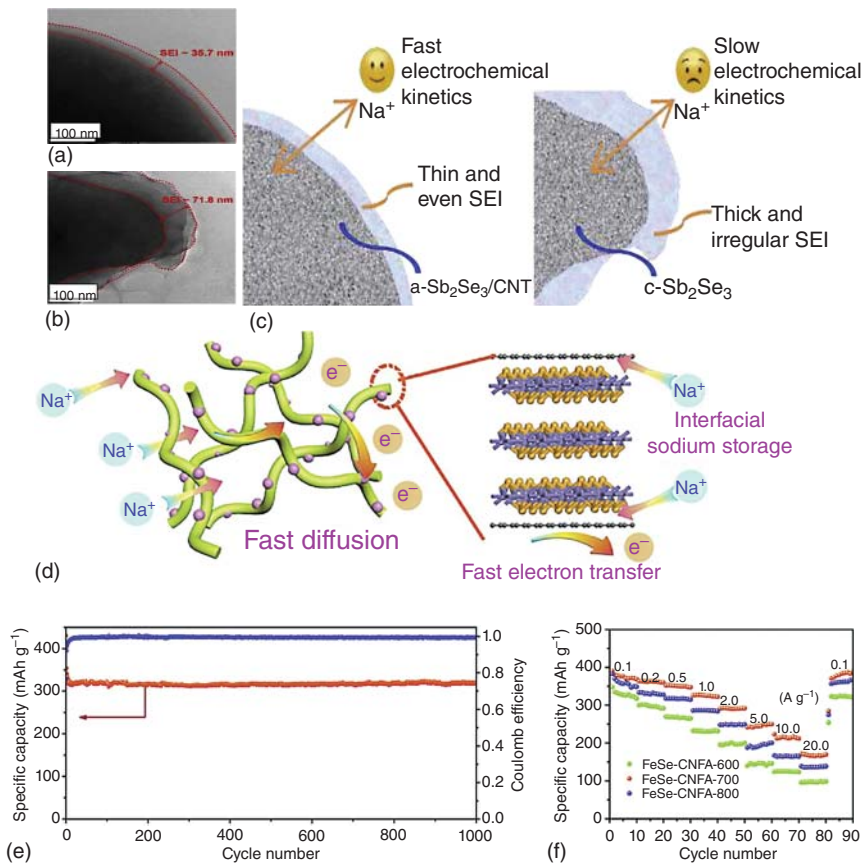 SEI ~ 35.7 nm
100 nm
(a)
SEI ~ 71.8 nm
100 nm
(b)
Fast
electrochemical
kinetics
Na⁺
Thin and
even SEI
a-Sb₂Se₃/CNT
Slow
electrochemical
kinetics
Na⁺
Thick and
irregular SEI
c-Sb₂Se₃
(c)
Na⁺
Na⁺
Na⁺
e⁻
e⁻
e⁻
Fast diffusion
Na⁺
Interfacial
sodium storage
Na⁺
e⁻
Fast electron transfer
(d)
Specific capacity (mAh g⁻¹)
400
300
200
100
0
0 200 400 600 800 1000
Cycle number
1.0
0.8
0.6
0.4
0.2
0.0
Coulomb efficiency
(e)
Specific capacity (mAh g⁻¹)
500
400
300
200
100
0
0.1 0.2 0.5 1.0 2.0 5.0 10.0 20.0 0.1
(A g⁻¹)
FeSe-CNFA-600
FeSe-CNFA-700
FeSe-CNFA-800
0 10 20 30 40 50 60 70 80 90
Cycle number
(f)